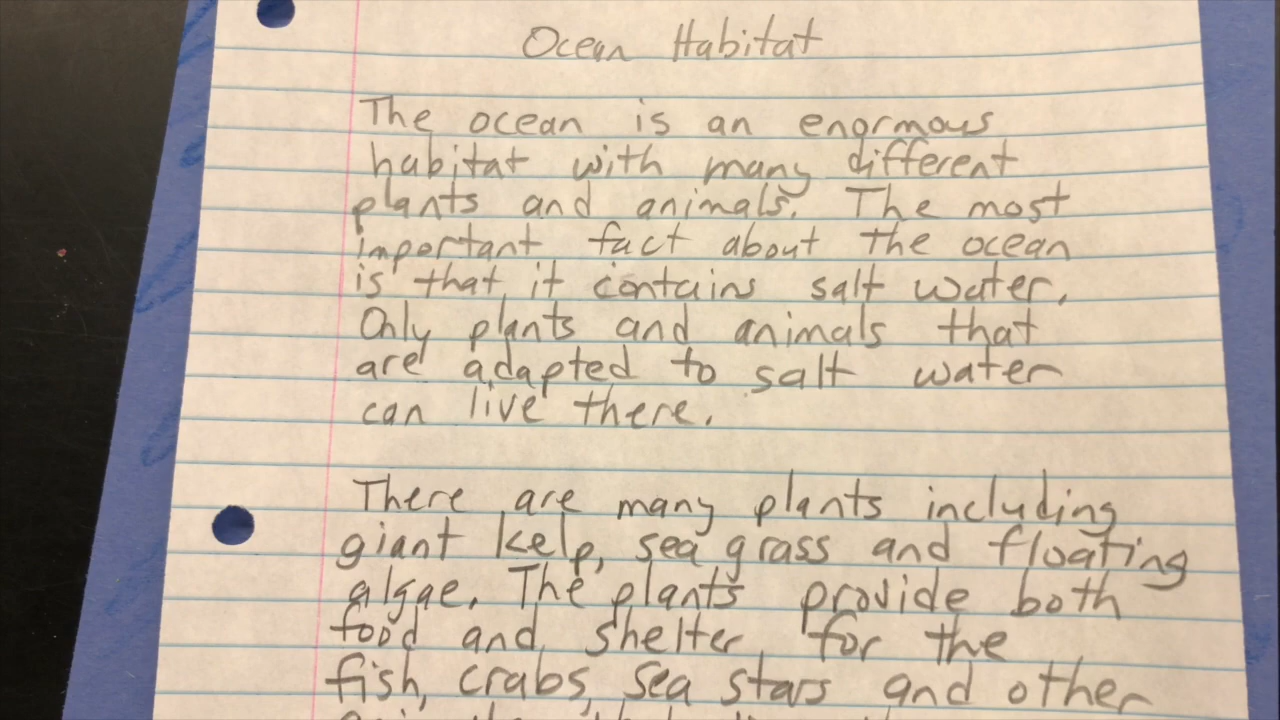 Ocean Habitat
The ocean is an enormous
habitat with many different
plants and animals. The most
important fact about the ocean
is that it contains salt water.
Only plants and animals that
are adapted to salt water
can live there.
There are many plants including
giant kelp, sea grass and floating
algae. The plants provide both
food and shelter for the
fish, crabs, sea stars and other